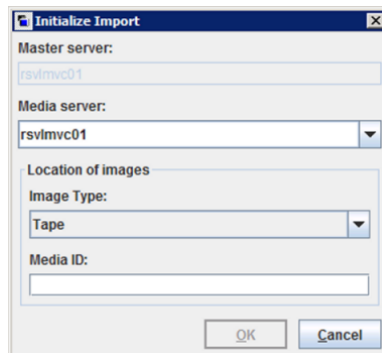 Initialize Import
Master server:
rsvlmvc01
Media server:
rsvlmvc01
Location of images
Image Type:
Tape
Media ID:
OK
Cancel